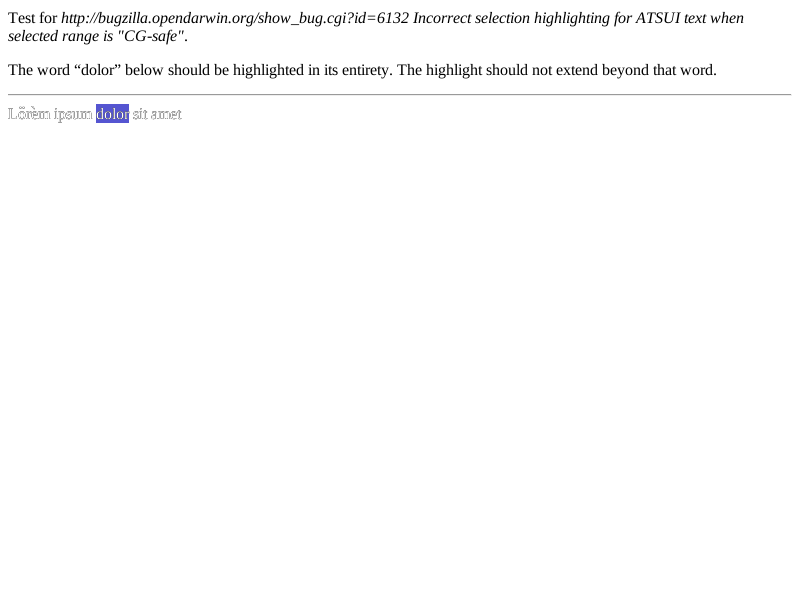 Test for http://bugzilla.opendarwin.org/show_bug.cgi?id=6132 Incorrect selection highlighting for ATSUI text when
selected range is "CG-safe".
The word “dolor” below should be highlighted in its entirety. The highlight should not extend beyond that word.
Lõrèm ipsum dolor sit amet